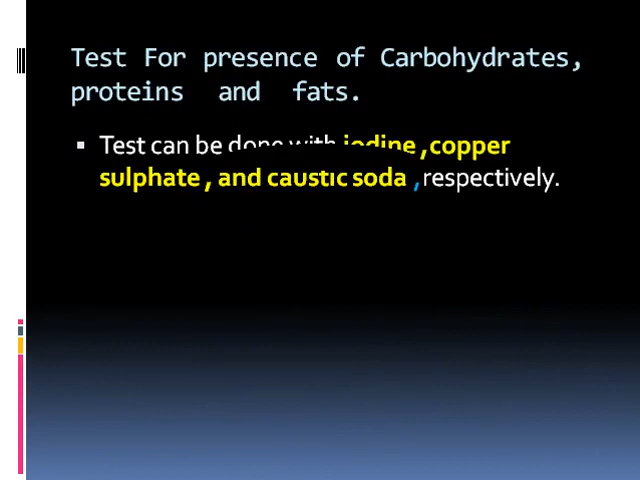 Test For presence of Carbohydrates,
proteins and fats.
Test can be done with iodine ,copper
sulphate , and caustic soda ,respectively.